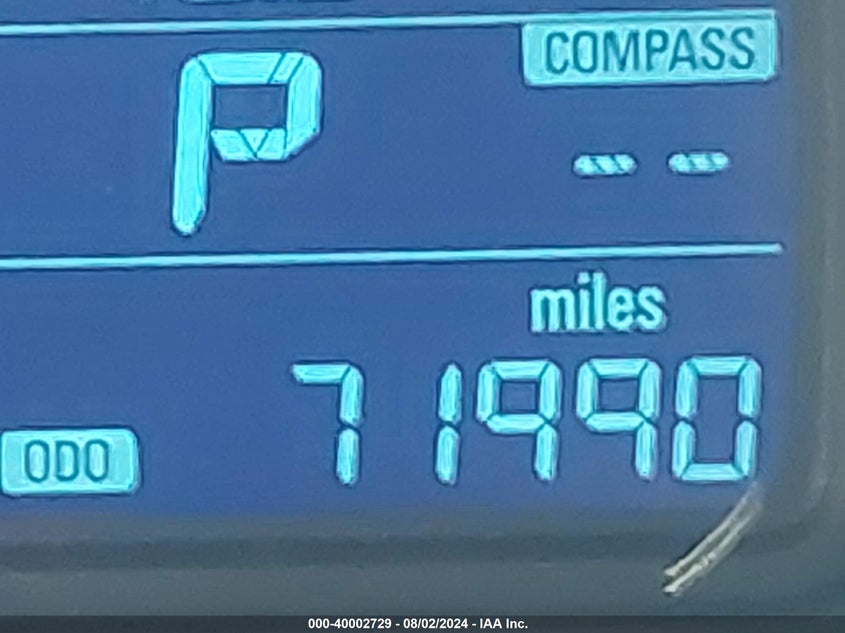 COMPASS
P
-- --
miles
ODO 71990
000-40002729 - 08/02/2024 - IAA Inc.